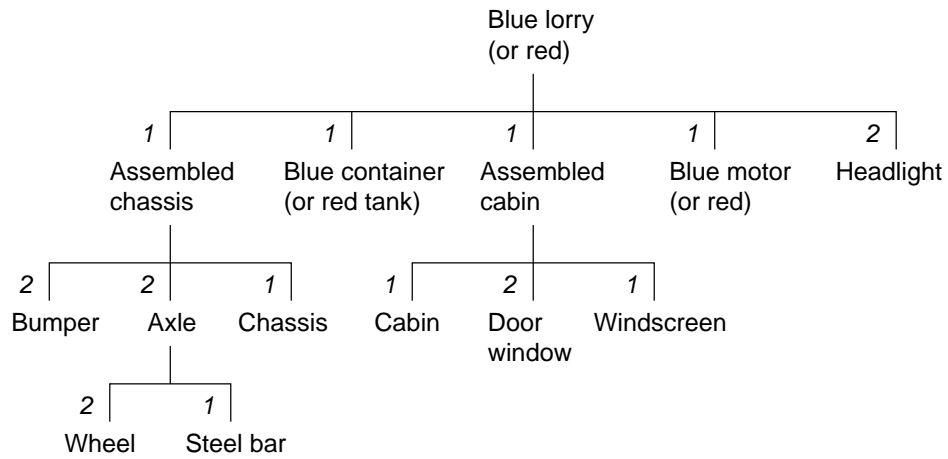 Blue lorry
(or red)
1
1
1
1
2
Assembled
chassis
Blue container
(or red tank)
Assembled
cabin
Blue motor
(or red)
Headlight
2
2
1
1
2
1
Bumper
Axle
Chassis
Cabin
Door
window
Windscreen
2
1
Wheel
Steel bar